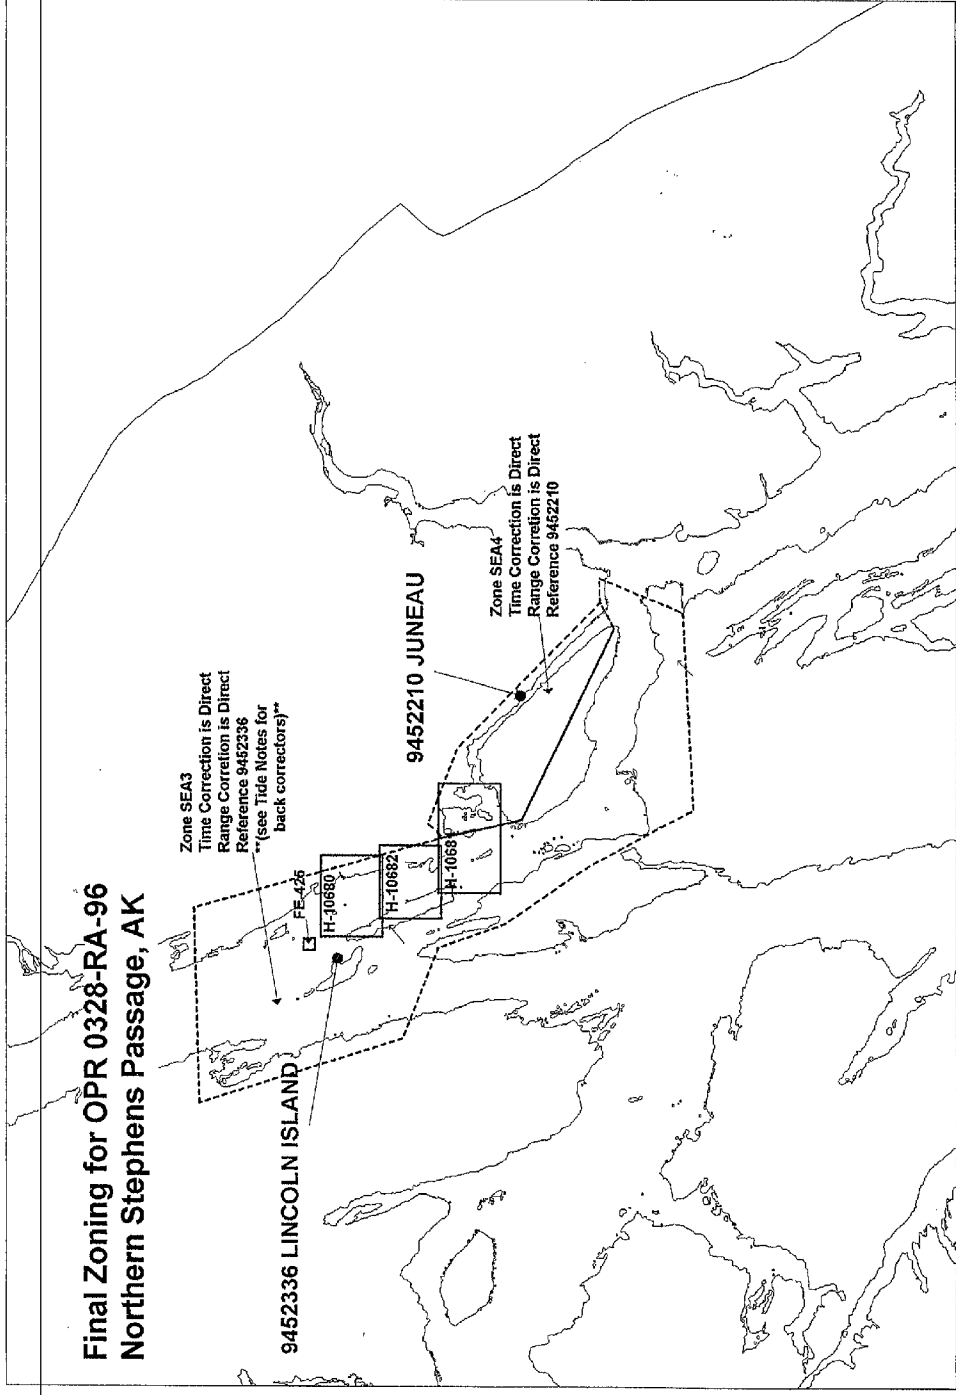 Final Zoning for OPR 0328-RA-96
Northern Stephens Passage, AK
Zone SEA3
Time Correction is Direct
Range Corretion is Direct
Reference 9452336
**(see Tide Notes for
back correctors)**
FE-426
H-10680
H-10682
H-1068
9452336 LINCOLN ISLAND
9452210 JUNEAU
Zone SEA4
Time Correction is Direct
Range Corretion is Direct
Reference 9452210